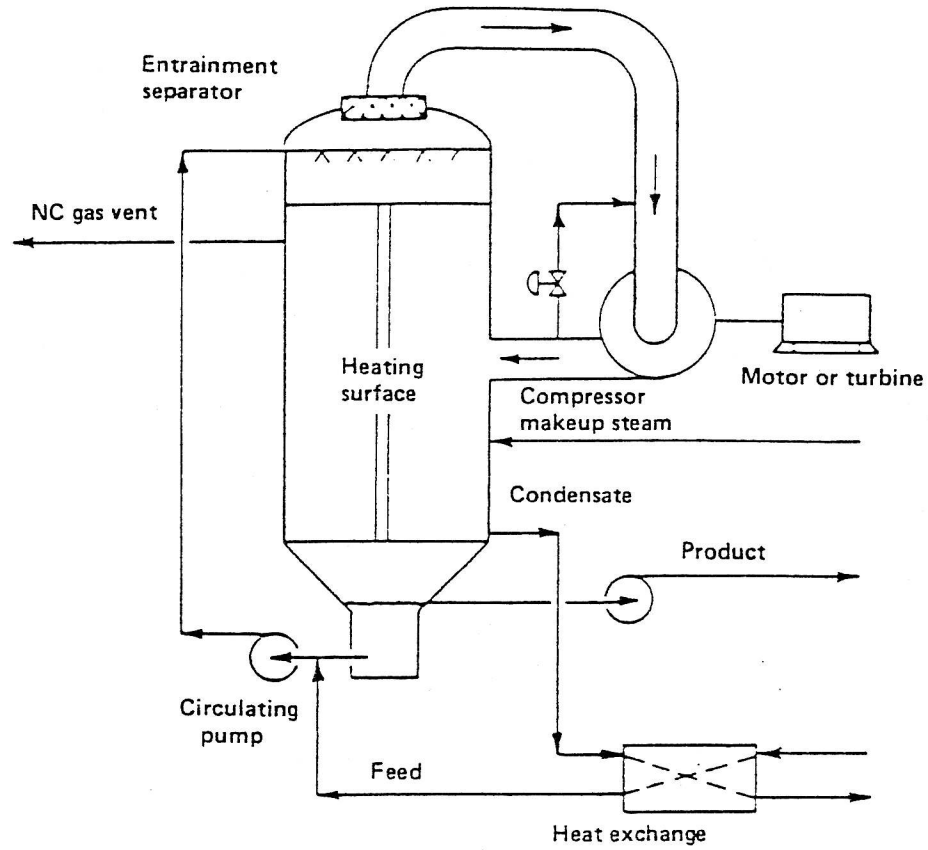 Entrainment
separator
NC gas vent
Heating
surface
Motor or turbine
Compressor
makeup steam
Condensate
Product
Circulating
pump
Feed
Heat exchange